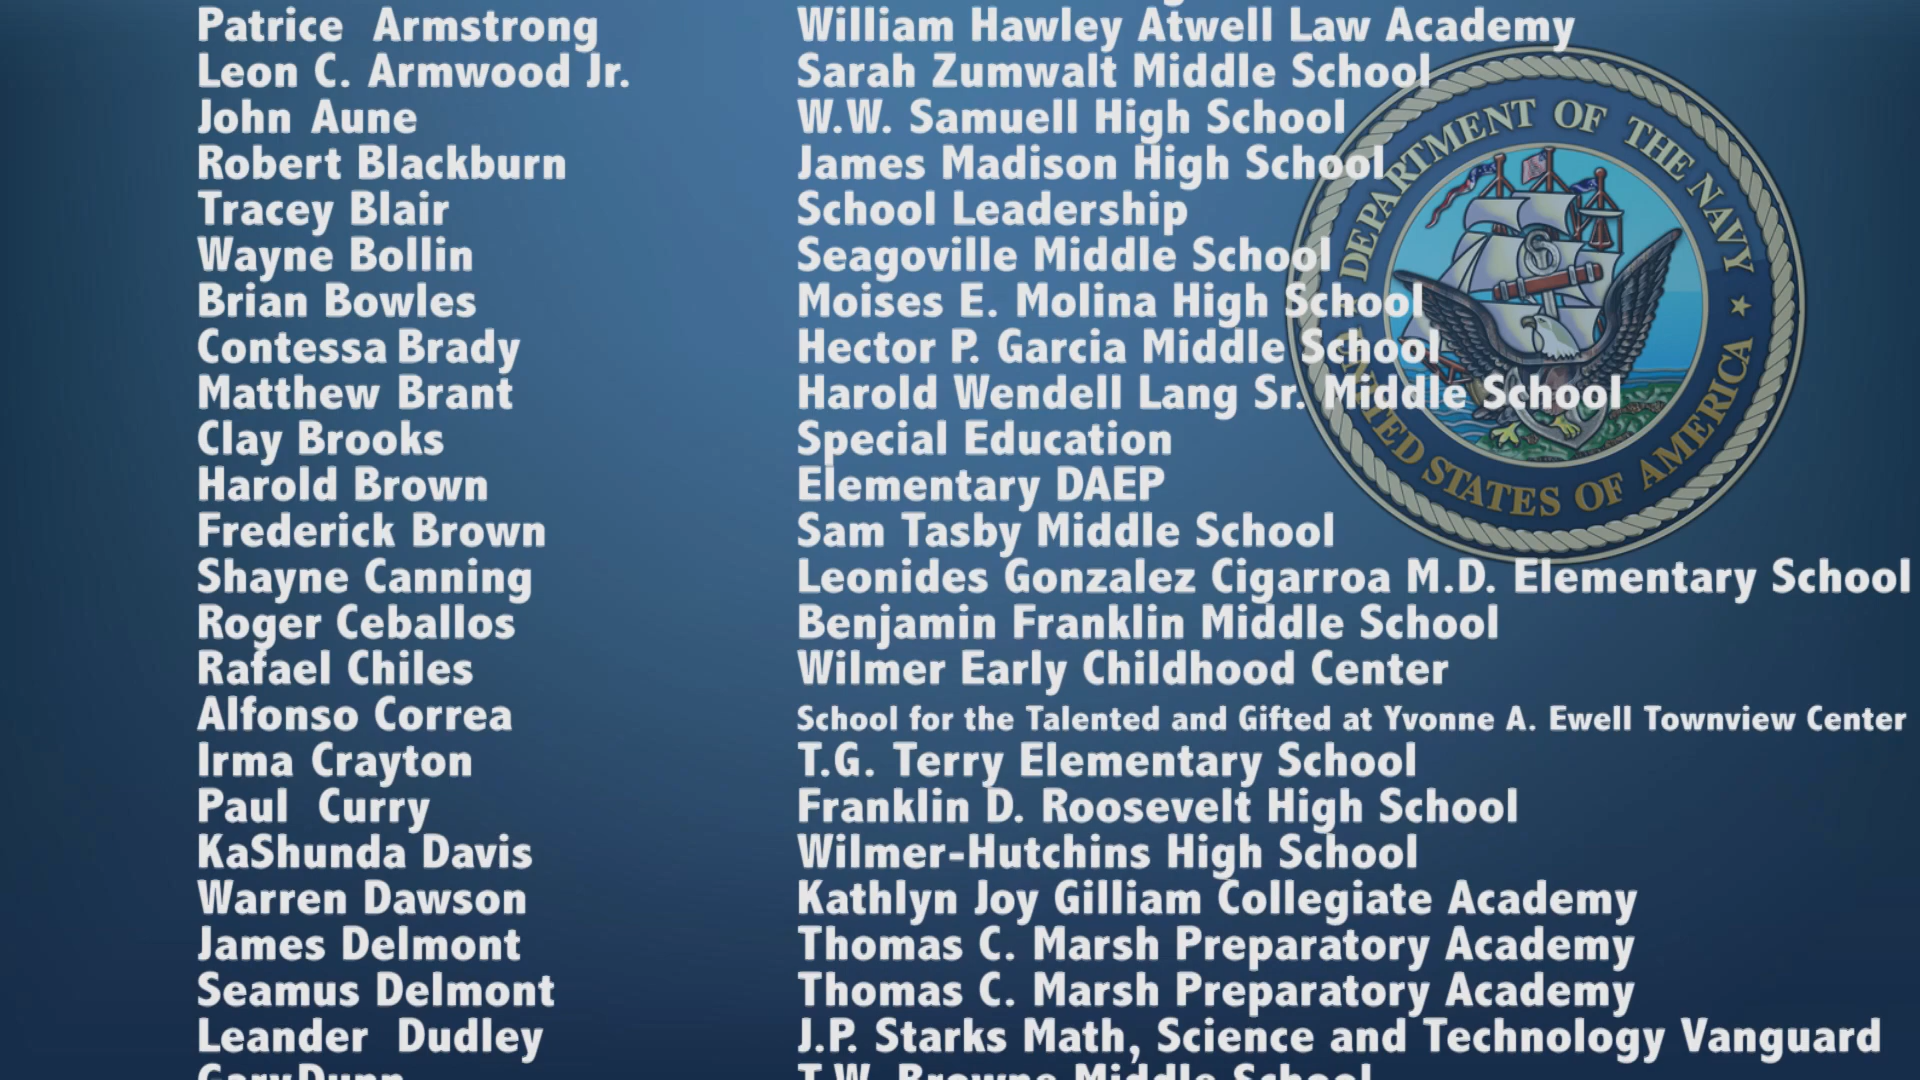 Patrice Armstrong William Hawley Atwell Law Academy
Leon C. Armwood Jr. Sarah Zumwalt Middle School
John Aune W.W. Samuell High School
Robert Blackburn James Madison High School
Tracey Blair School Leadership
Wayne Bollin Seagoville Middle School
Brian Bowles Moises E. Molina High School
Contessa Brady Hector P. Garcia Middle School
Matthew Brant Harold Wendell Lang Sr. Middle School
Clay Brooks Special Education
Harold Brown Elementary DAEP
Frederick Brown Sam Tasby Middle School
Shayne Canning Leonides Gonzalez Cigarroa M.D. Elementary School
Roger Ceballos Benjamin Franklin Middle School
Rafael Chiles Wilmer Early Childhood Center
Alfonso Correa School for the Talented and Gifted at Yvonne A. Ewell Townview Center
Irma Crayton T.G. Terry Elementary School
Paul Curry Franklin D. Roosevelt High School
KaShunda Davis Wilmer-Hutchins High School
Warren Dawson Kathlyn Joy Gilliam Collegiate Academy
James Delmont Thomas C. Marsh Preparatory Academy
Seamus Delmont Thomas C. Marsh Preparatory Academy
Leander Dudley J.P. Starks Math, Science and Technology Vanguard
Gary Dunn T.W. Browne Middle School
DEPARTMENT OF THE NAVY
UNITED STATES OF AMERICA